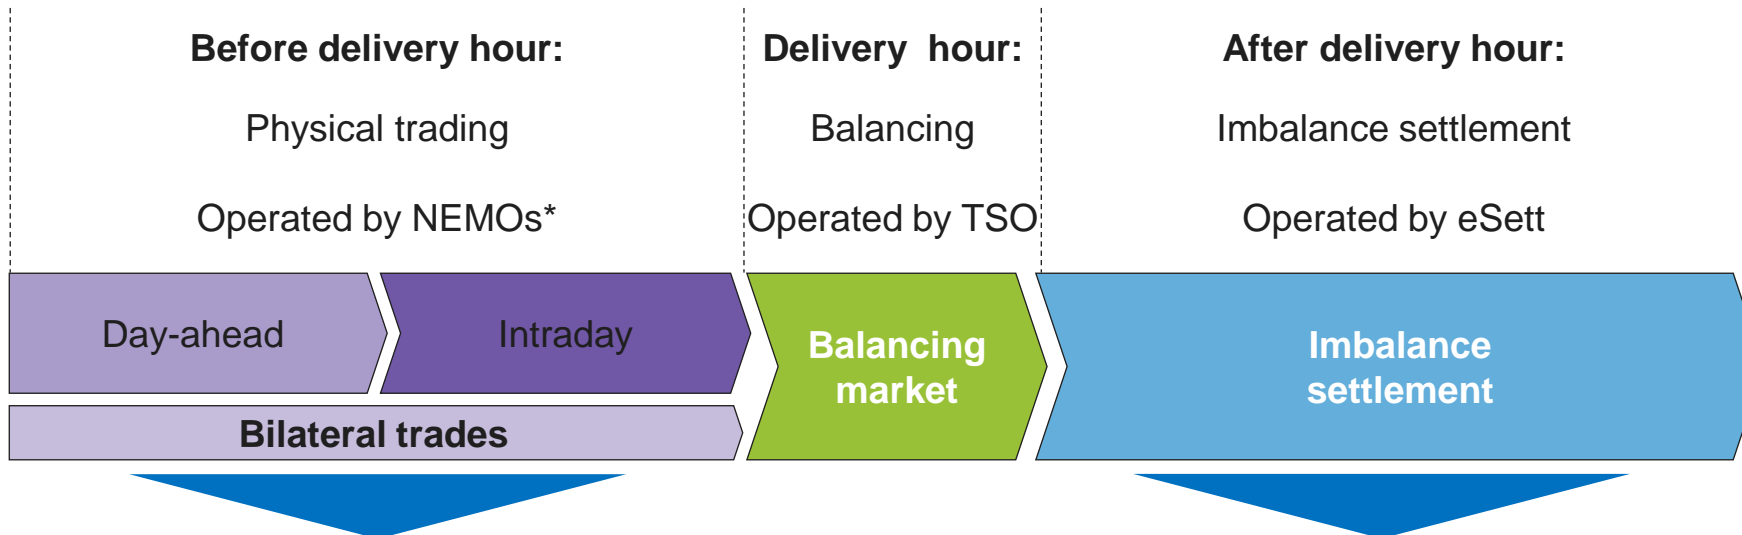 Before delivery hour:
Physical trading
Operated by NEMOs*
Delivery hour:
Balancing
Operated by TSO
After delivery hour:
Imbalance settlement
Operated by eSett
Day-ahead
Intraday
Bilateral trades
Balancing
market
Imbalance
settlement